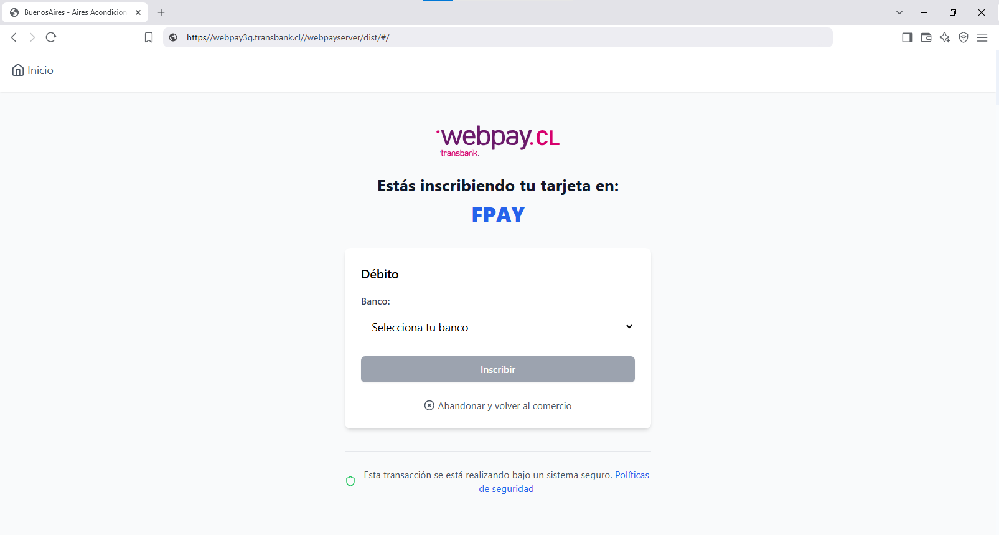 BuenosAires - Aires Acondicion
https//webpay3g.transbank.cl//webpayserver/dist/#/
Inicio
webpay.CL
transbank.
Estás inscribiendo tu tarjeta en:
FPAY
Débito
Banco:
Selecciona tu banco
Inscribir
Abandonar y volver al comercio
Esta transacción se está realizando bajo un sistema seguro. Políticas
de seguridad